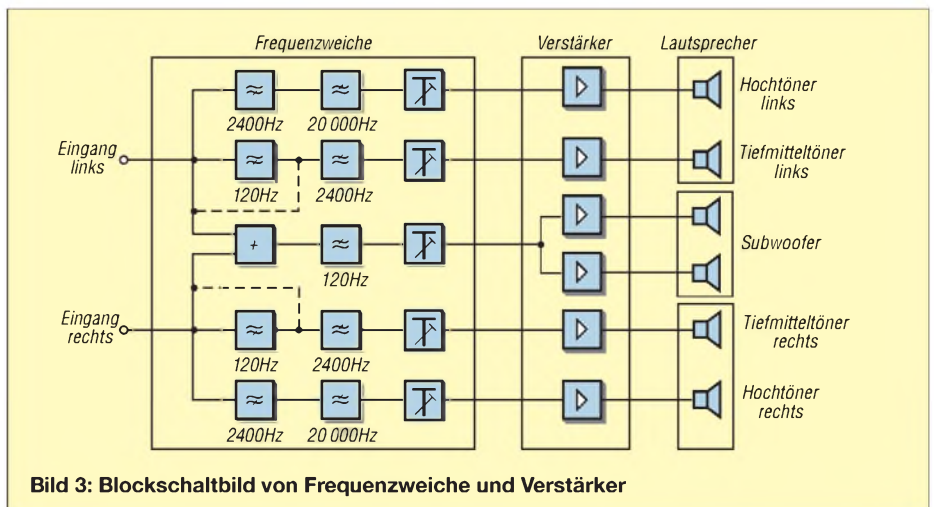 Frequenzweiche
Verstärker
Lautsprecher
2400Hz
20 000Hz
Hochtöner
links
Eingang
links
120Hz
2400Hz
Tiefmitteltöner
links
+
120Hz
Subwoofer
Eingang
rechts
120Hz
2400Hz
Tiefmitteltöner
rechts
2400Hz
20 000Hz
Hochtöner
rechts
Bild 3: Blockschaltbild von Frequenzweiche und Verstärker